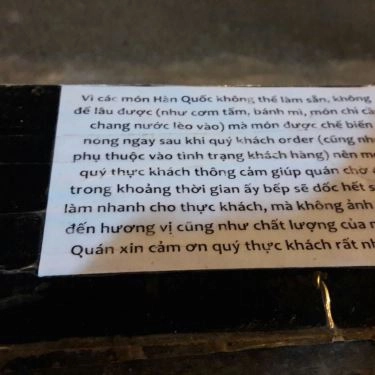 Vì các món Hàn Quốc không thể làm sẵn, không
để lâu được (như cơm tấm, bánh mì, món chỉ cầ
chang nước lèo vào) mà món được chế biến
nóng ngay sau khi quý khách order (cũng nh
phụ thuộc vào tình trạng khách hàng) nên mo
quý thực khách thông cảm giúp quán chờ
trong khoảng thời gian ấy bếp sẽ dốc hết s
làm nhanh cho thực khách, mà không ảnh
đến hương vị cũng như chất lượng của
Quán xin cảm ơn quý thực khách rất nh